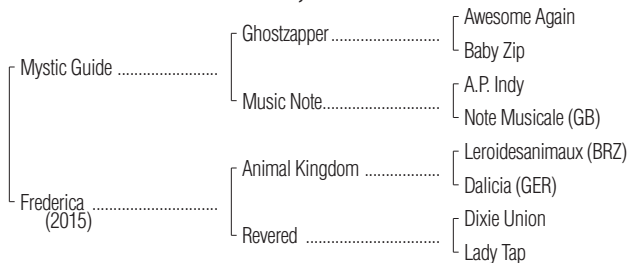 Awesome Again
Ghostzapper
Baby Zip
Mystic Guide
A.P. Indy
Music Note
Note Musicale (GB)
Leroidesanimaux (BRZ)
Animal Kingdom
Dalicia (GER)
Frederica
(2015)
Dixie Union
Revered
Lady Tap